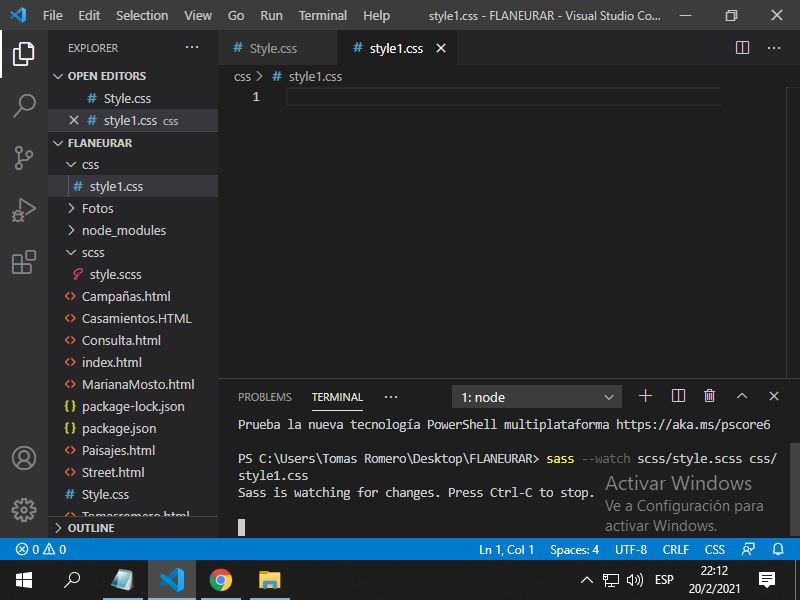 File Edit Selection View Go Run Terminal Help style1.css - FLANEURAR - Visual Studio Co...
EXPLORER
OPEN EDITORS
# Style.css
# style1.css css
FLANEURAR
css
# style1.css
Fotos
node_modules
scss
style.scss
<> Campañas.html
<> Casamientos.HTML
<> Consulta.html
<> index.html
<> MarianaMosto.html
{} package-lock.json
{} package.json
<> Paisajes.html
<> Street.html
# Style.css
<> Tomasromero.html
OUTLINE
# Style.css # style1.css
css > # style1.css
1
PROBLEMS TERMINAL ... 1: node
Prueba la nueva tecnología PowerShell multiplataforma https://aka.ms/pscore6
PS C:\Users\Tomas Romero\Desktop\FLANEURAR> sass --watch scss/style.scss css/
style1.css
Sass is watching for changes. Press Ctrl-C to stop.
Activar Windows
Ve a Configuración para
activar Windows.
0 0 Ln 1, Col 1 Spaces: 4 UTF-8 CRLF CSS
ESP 22:12
20/2/2021